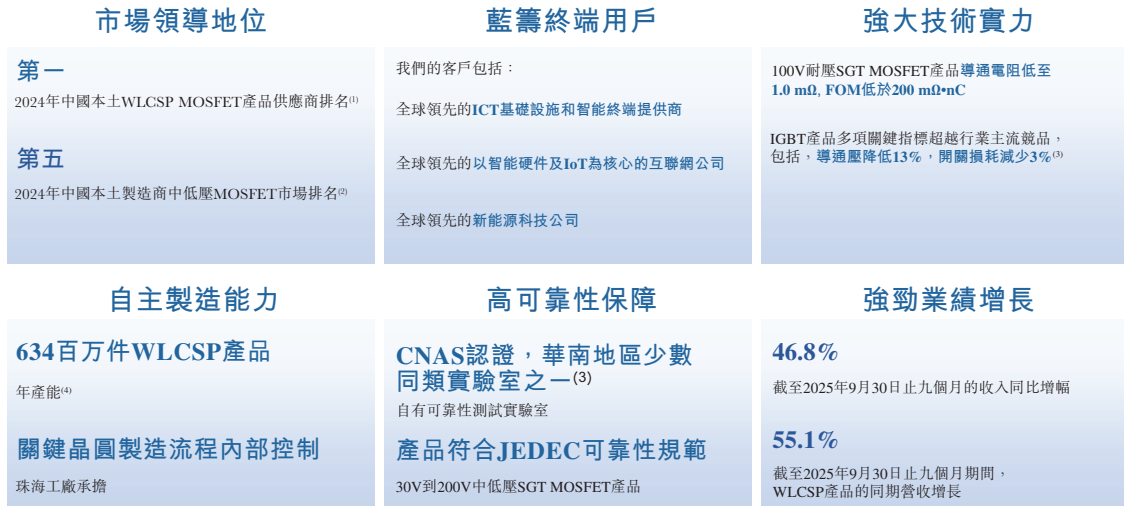 市場領導地位
第一
2024年中國本土WLCSP MOSFET產品供應商排名(1)
第五
2024年中國本土製造商中低壓MOSFET市場排名(2)
藍籌終端用戶
我們的客戶包括：
全球領先的ICT基礎設施和智能終端提供商
全球領先的以智能硬件及IoT為核心的互聯網公司
全球領先的新能源科技公司
強大技術實力
100V耐壓SGT MOSFET產品導通電阻低至
1.0 mΩ, FOM低於200 mΩ•nC
IGBT產品多項關鍵指標超越行業主流競品，
包括，導通壓降低13%，開關損耗減少3%(3)
自主製造能力
634百万件WLCSP產品
年產能(4)
關鍵晶圓製造流程內部控制
珠海工廠承擔
高可靠性保障
CNAS認證，華南地區少數
同類實驗室之一(3)
自有可靠性測試實驗室
產品符合JEDEC可靠性規範
30V到200V中低壓SGT MOSFET產品
強勁業績增長
46.8%
截至2025年9月30日止九個月的收入同比增幅
55.1%
截至2025年9月30日止九個月期間，
WLCSP產品的同期營收增長